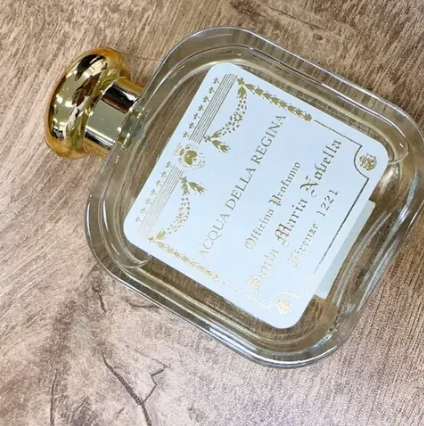 ACQUA DELLA REGINA
Officina Profumo
Santa Maria Novella
Firenze 1221